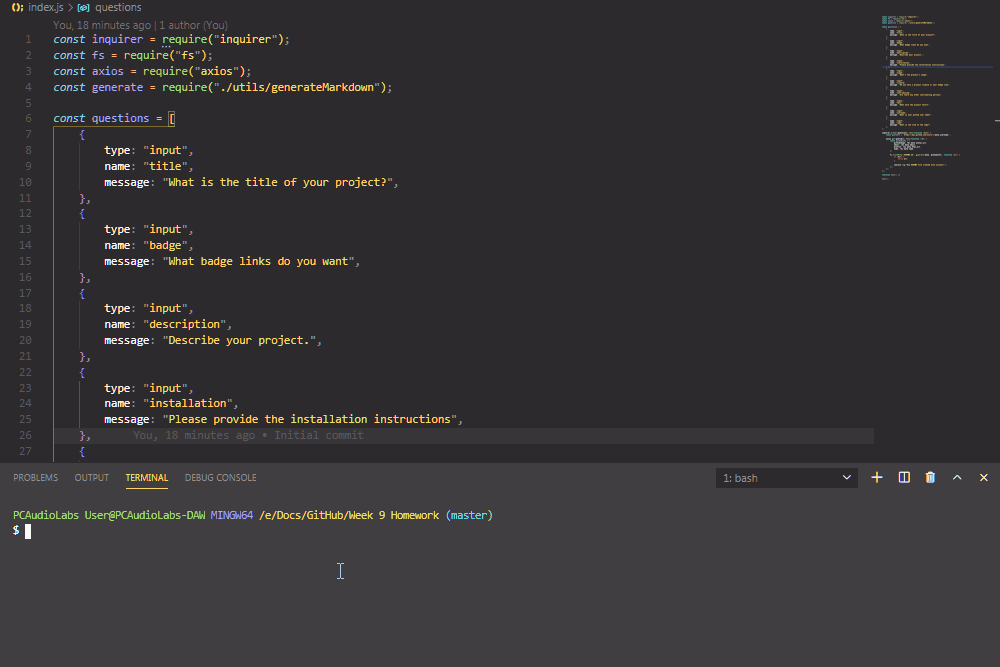 index.js > questions
You, 18 minutes ago | 1 author (You)
1 const inquirer = require("inquirer");
2 const fs = require("fs");
3 const axios = require("axios");
4 const generate = require("./utils/generateMarkdown");
5
6 const questions = [
7 {
8 type: "input",
9 name: "title",
10 message: "What is the title of your project?",
11 },
12 {
13 type: "input",
14 name: "badge",
15 message: "What badge links do you want",
16 },
17 {
18 type: "input",
19 name: "description",
20 message: "Describe your project.",
21 },
22 {
23 type: "input",
24 name: "installation",
25 message: "Please provide the installation instructions",
26 }, You, 18 minutes ago • Initial commit
27 {
PROBLEMS OUTPUT TERMINAL DEBUG CONSOLE 1: bash
PCAudioLabs User@PCAudioLabs-DAW MINGW64 /e/Docs/GitHub/Week 9 Homework (master)
$